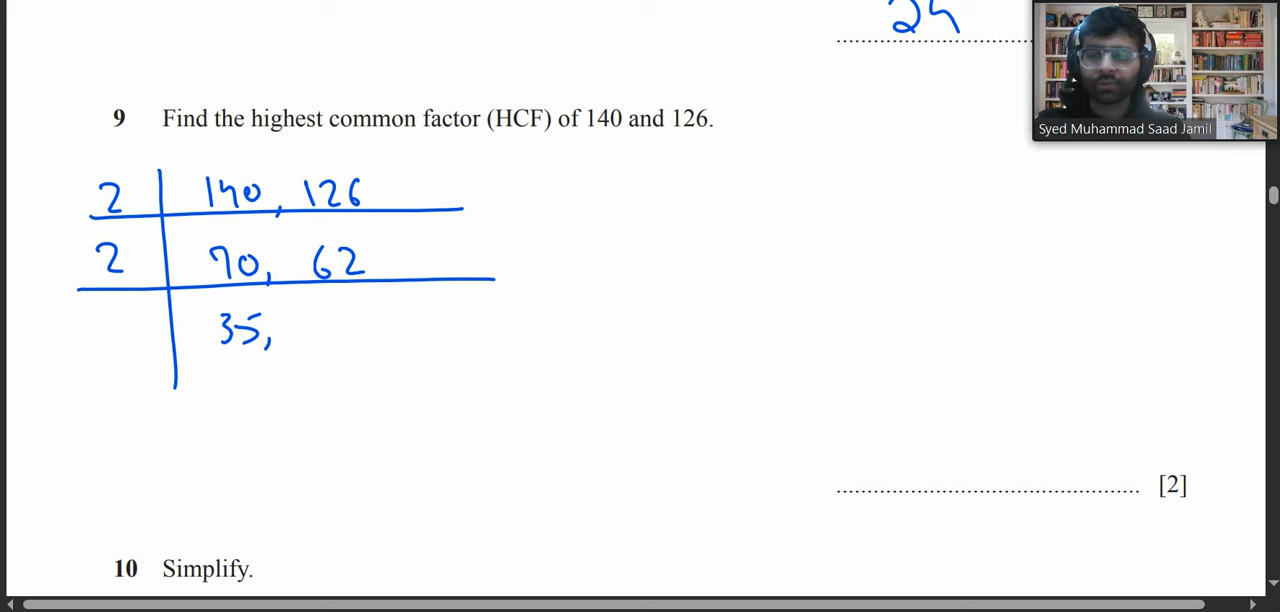 24
Syed Muhammad Saad Jamil
9 Find the highest common factor (HCF) of 140 and 126.
2 140, 126
2 70, 62
35,
[2]
10 Simplify.